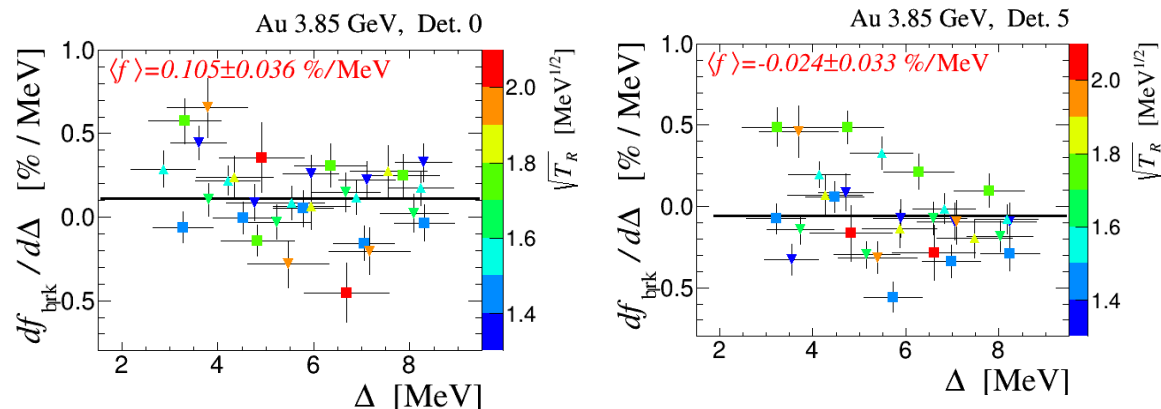 Au 3.85 GeV, Det. 0
⟨f⟩=0.105±0.036 %/MeV
df_brk / dΔ [% / MeV]
1.0
0.5
0.0
-0.5
2 4 6 8
Δ [MeV]
2.0
1.8
1.6
1.4
√T_R [MeV^1/2]
Au 3.85 GeV, Det. 5
⟨f⟩=-0.024±0.033 %/MeV
df_brk / dΔ [% / MeV]
1.0
0.5
0.0
-0.5
2 4 6 8
Δ [MeV]
2.0
1.8
1.6
1.4
√T_R [MeV^1/2]